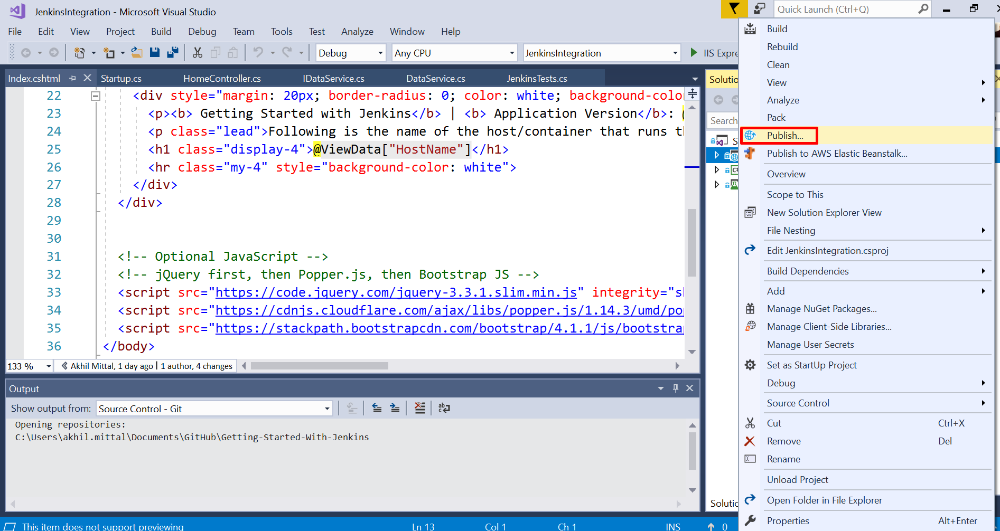 JenkinsIntegration - Microsoft Visual Studio
Quick Launch (Ctrl+Q)
File Edit View Project Build Debug Team Tools Test Analyze Window Help
Debug Any CPU JenkinsIntegration IIS Expre
Index.cshtml Startup.cs HomeController.cs IDataService.cs DataService.cs JenkinsTests.cs
22 <div style="margin: 20px; border-radius: 0; color: white; background-colo
23 <p><b> Getting Started with Jenkins</b> | <b> Application Version</b>:
24 <p class="lead">Following is the name of the host/container that runs th
25 <h1 class="display-4">@ViewData["HostName"]</h1>
26 <hr class="my-4" style="background-color: white">
27 </div>
28 </div>
29
30
31 <!-- Optional JavaScript -->
32 <!-- jQuery first, then Popper.js, then Bootstrap JS -->
33 <script src="https://code.jquery.com/jquery-3.3.1.slim.min.js" integrity="sh
34 <script src="https://cdnjs.cloudflare.com/ajax/libs/popper.js/1.14.3/umd/pop
35 <script src="https://stackpath.bootstrapcdn.com/bootstrap/4.1.1/js/bootstrap
36 </body>
133 % Akhil Mittal, 1 day ago | 1 author, 4 changes
Output
Show output from: Source Control - Git
Opening repositories:
C:\Users\akhil.mittal\Documents\GitHub\Getting-Started-With-Jenkins
This item does not support previewing Ln 13 Col 1 Ch 1 INS 0
Solutio
Search
S
C#
Solutic
Build
Rebuild
Clean
View
Analyze
Pack
Publish...
Publish to AWS Elastic Beanstalk...
Overview
Scope to This
New Solution Explorer View
File Nesting
Edit JenkinsIntegration.csproj
Build Dependencies
Add
Manage NuGet Packages...
Manage Client-Side Libraries...
Manage User Secrets
Set as StartUp Project
Debug
Source Control
Cut Ctrl+X
Remove Del
Rename
Unload Project
Open Folder in File Explorer
Properties Alt+Enter